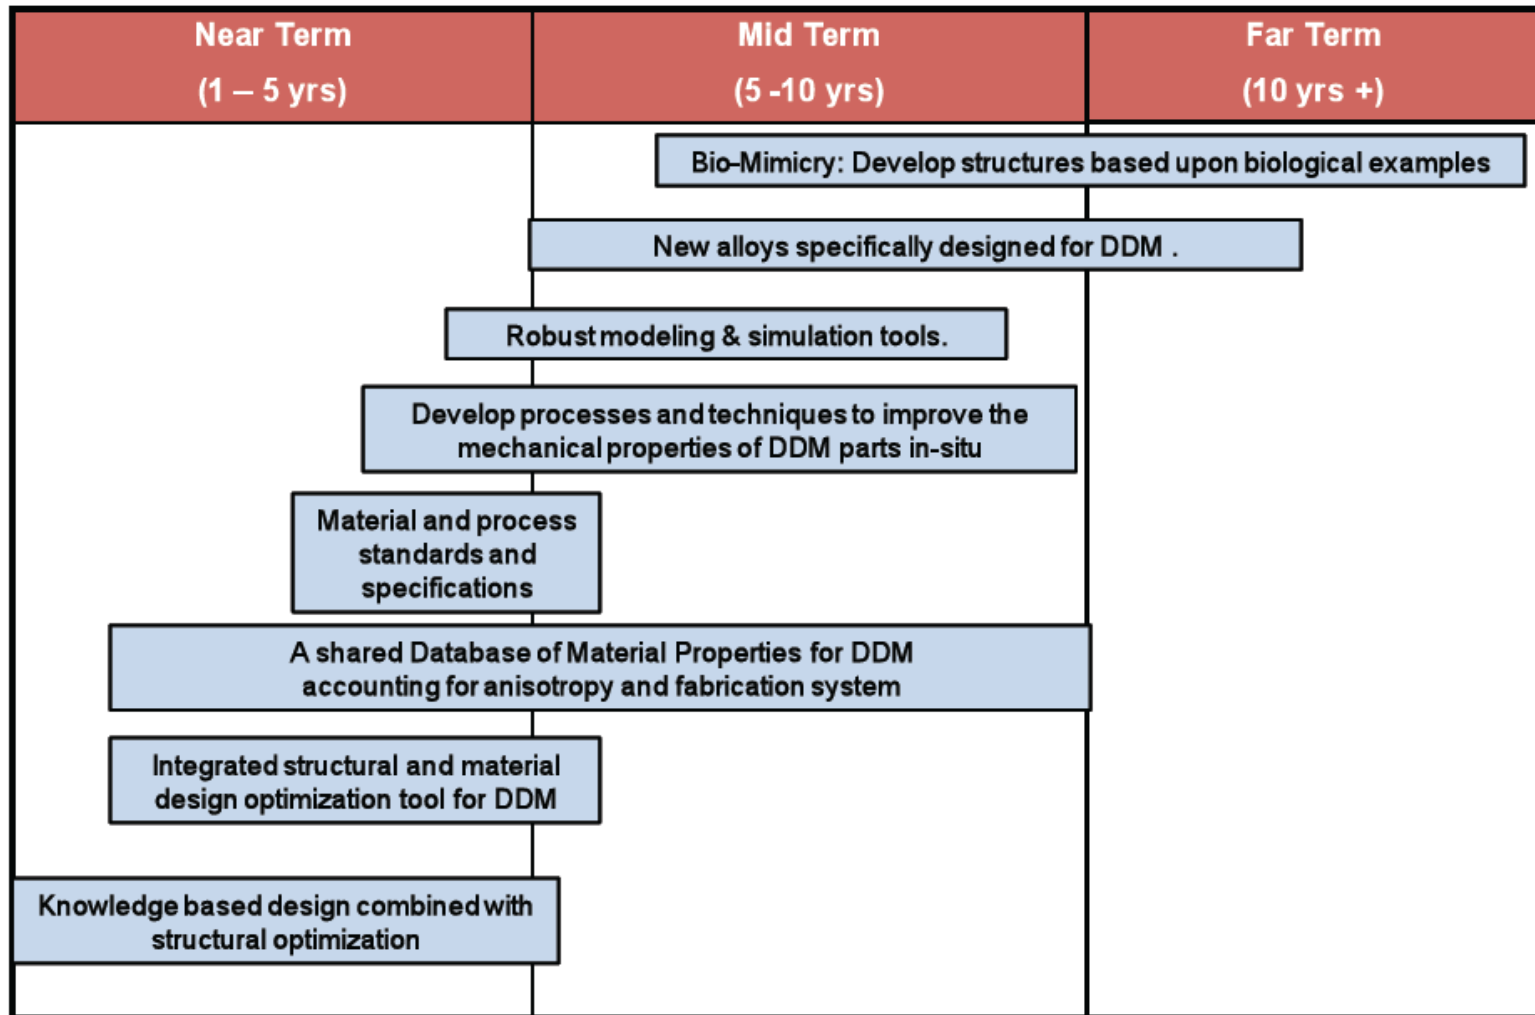 Near Term
(1 – 5 yrs)
Mid Term
(5 -10 yrs)
Far Term
(10 yrs +)
Bio-Mimicry: Develop structures based upon biological examples
New alloys specifically designed for DDM .
Robust modeling & simulation tools.
Develop processes and techniques to improve the
mechanical properties of DDM parts in-situ
Material and process
standards and
specifications
A shared Database of Material Properties for DDM
accounting for anisotropy and fabrication system
Integrated structural and material
design optimization tool for DDM
Knowledge based design combined with
structural optimization